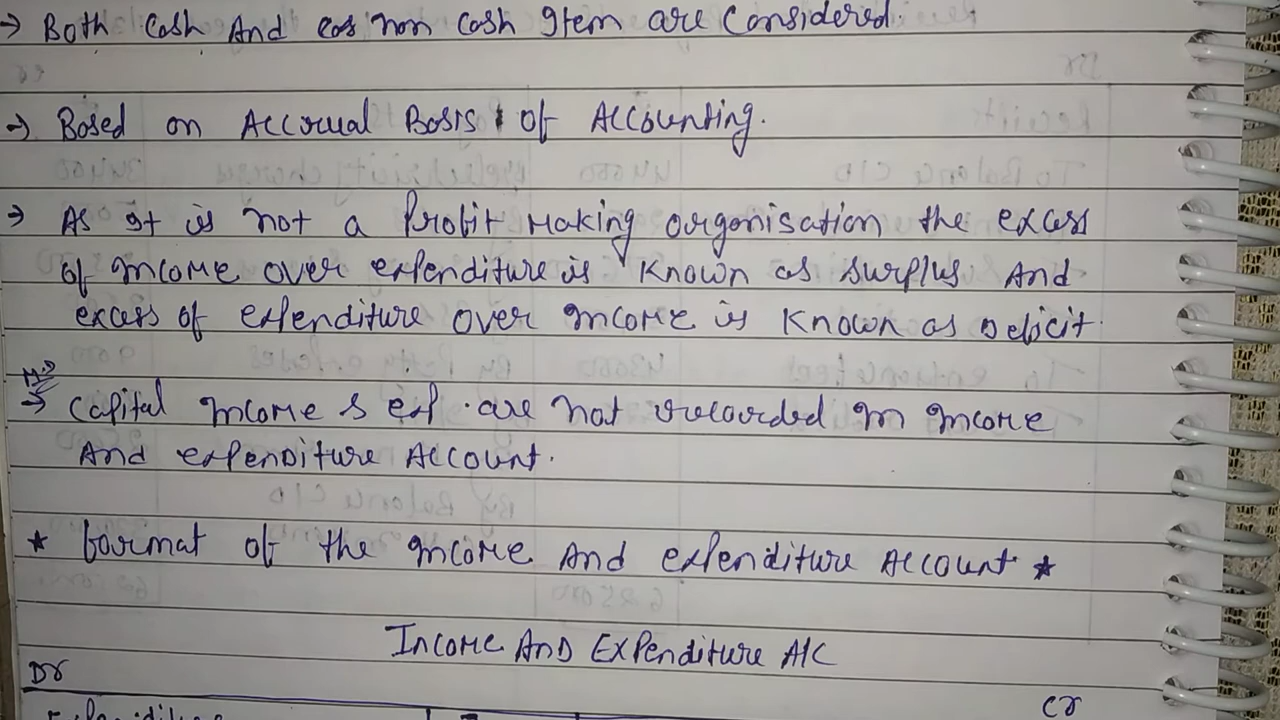 → Both Cash And cas non cash Item are Considered.
→ Based on Accrual Basis of Accounting.
→ As It is not a Profit Making organisation the excess
of Income over expenditure is Known as surplus And
excess of expenditure over Income is Known as Deficit.
→ Capital Income & exp. are not recorded In Income
And expenditure Account.
★ format of the Income And expenditure Account ★
Income And Expenditure A/C
Dr
Cr
Expenditure